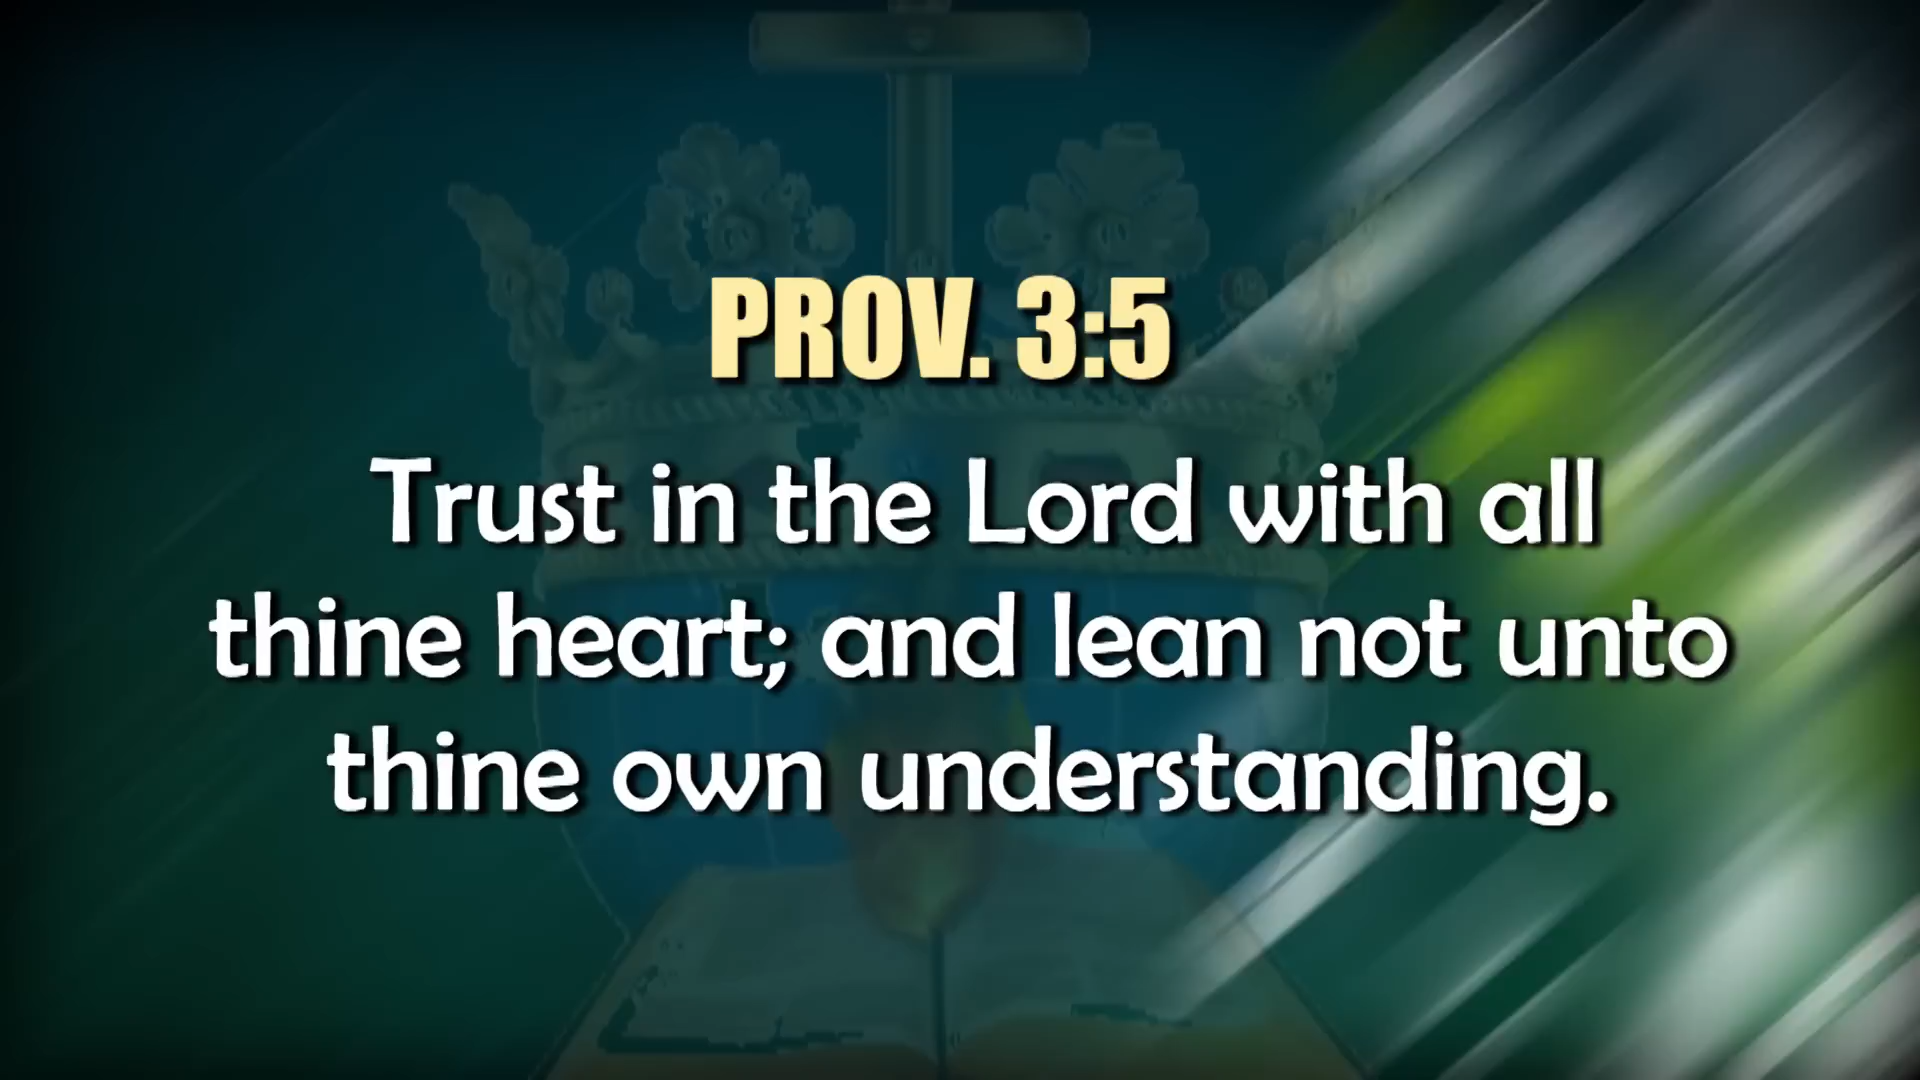 PROV. 3:5
Trust in the Lord with all
thine heart; and lean not unto
thine own understanding.